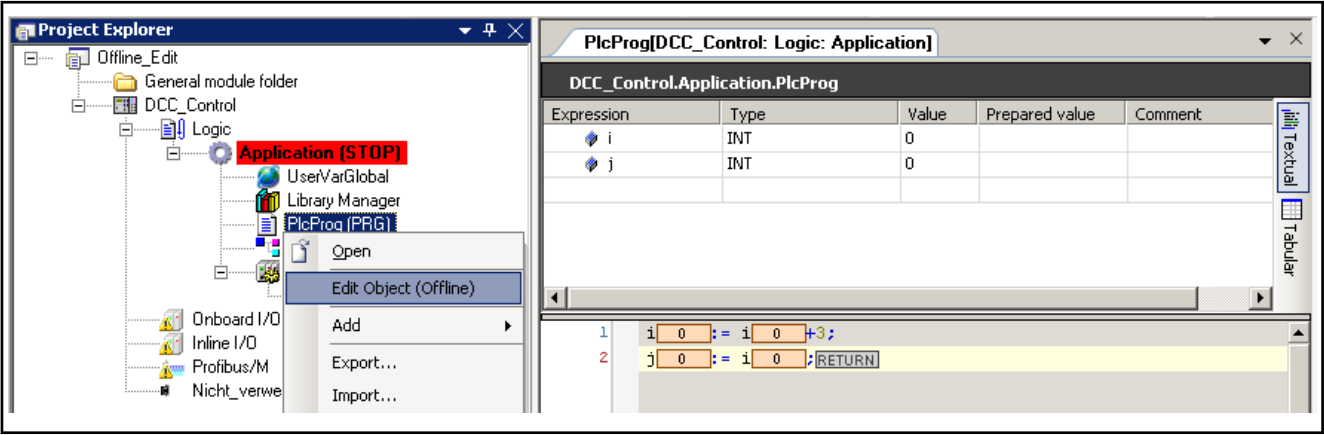 Project Explorer
Offline_Edit
General module folder
DCC_Control
Logic
Application (STOP)
UserVarGlobal
Library Manager
PlcProg (PRG)
Open
Edit Object (Offline)
Add
Export...
Import...
Onboard I/O
Inline I/O
Profibus/M
Nicht_verwe
PlcProg[DCC_Control: Logic: Application]
DCC_Control.Application.PlcProg
Expression Type Value Prepared value Comment
i INT 0
j INT 0
Textual
Tabular
1 i 0 := i 0 +3;
2 j 0 := i 0 ;RETURN